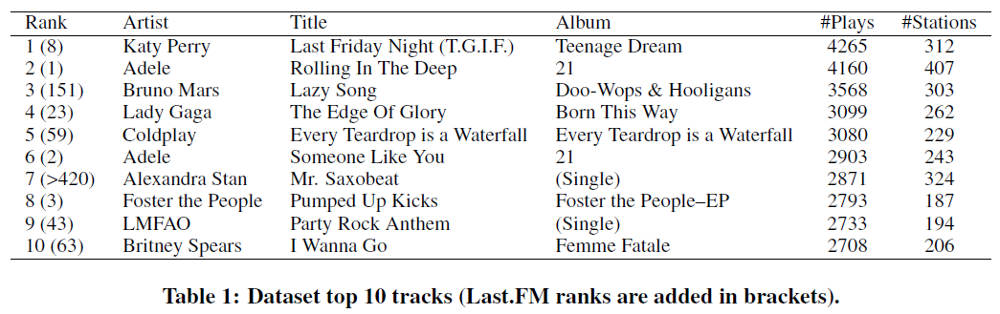 Rank Artist Title Album #Plays #Stations
1 (8) Katy Perry Last Friday Night (T.G.I.F.) Teenage Dream 4265 312
2 (1) Adele Rolling In The Deep 21 4160 407
3 (151) Bruno Mars Lazy Song Doo-Wops & Hooligans 3568 303
4 (23) Lady Gaga The Edge Of Glory Born This Way 3099 262
5 (59) Coldplay Every Teardrop is a Waterfall Every Teardrop is a Waterfall 3080 229
6 (2) Adele Someone Like You 21 2903 243
7 (>420) Alexandra Stan Mr. Saxobeat (Single) 2871 324
8 (3) Foster the People Pumped Up Kicks Foster the People–EP 2793 187
9 (43) LMFAO Party Rock Anthem (Single) 2733 194
10 (63) Britney Spears I Wanna Go Femme Fatale 2708 206
Table 1: Dataset top 10 tracks (Last.FM ranks are added in brackets).